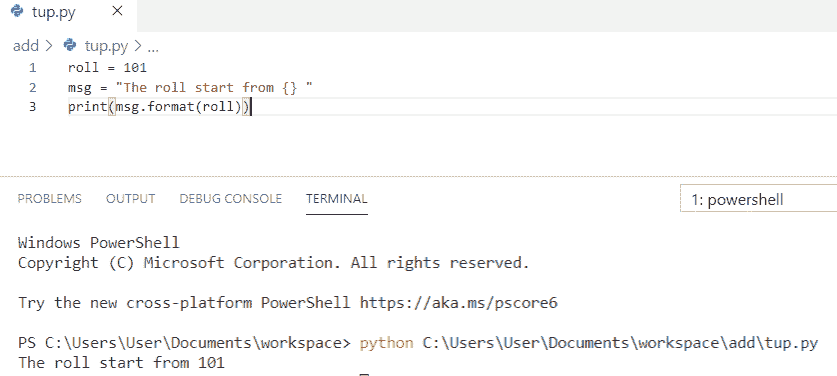 tup.py ×
add > tup.py > ...
1 roll = 101
2 msg = "The roll start from {} "
3 print(msg.format(roll))
PROBLEMS OUTPUT DEBUG CONSOLE TERMINAL 1: powershell
Windows PowerShell
Copyright (C) Microsoft Corporation. All rights reserved.
Try the new cross-platform PowerShell https://aka.ms/pscore6
PS C:\Users\User\Documents\workspace> python C:\Users\User\Documents\workspace\add\tup.py
The roll start from 101